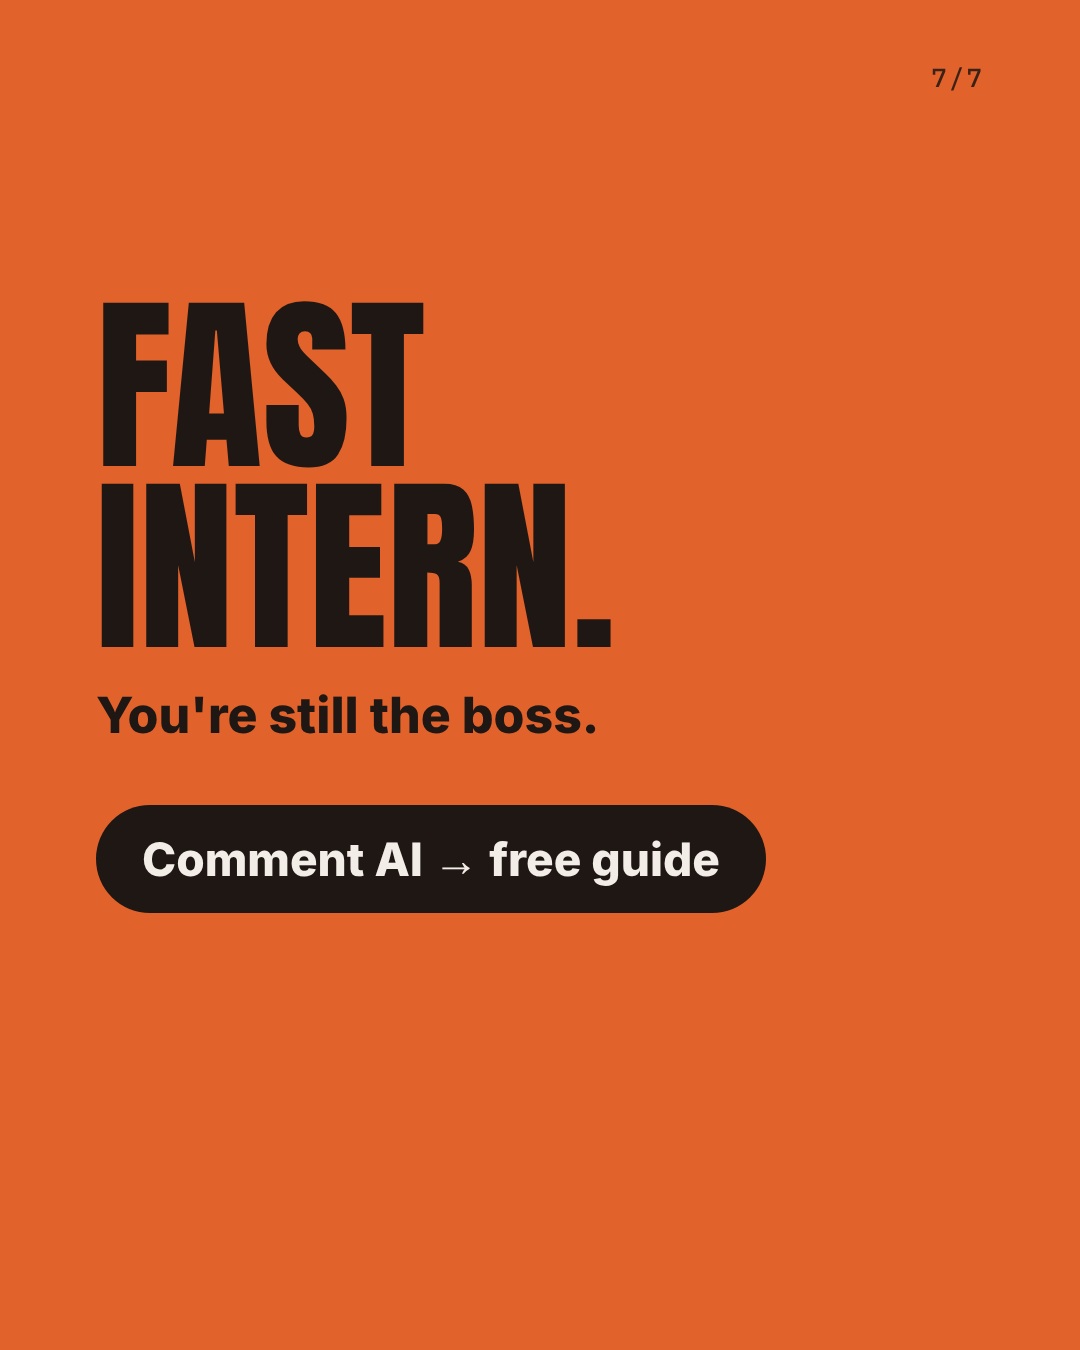 7/7
FAST
INTERN.
You're still the boss.
Comment AI → free guide